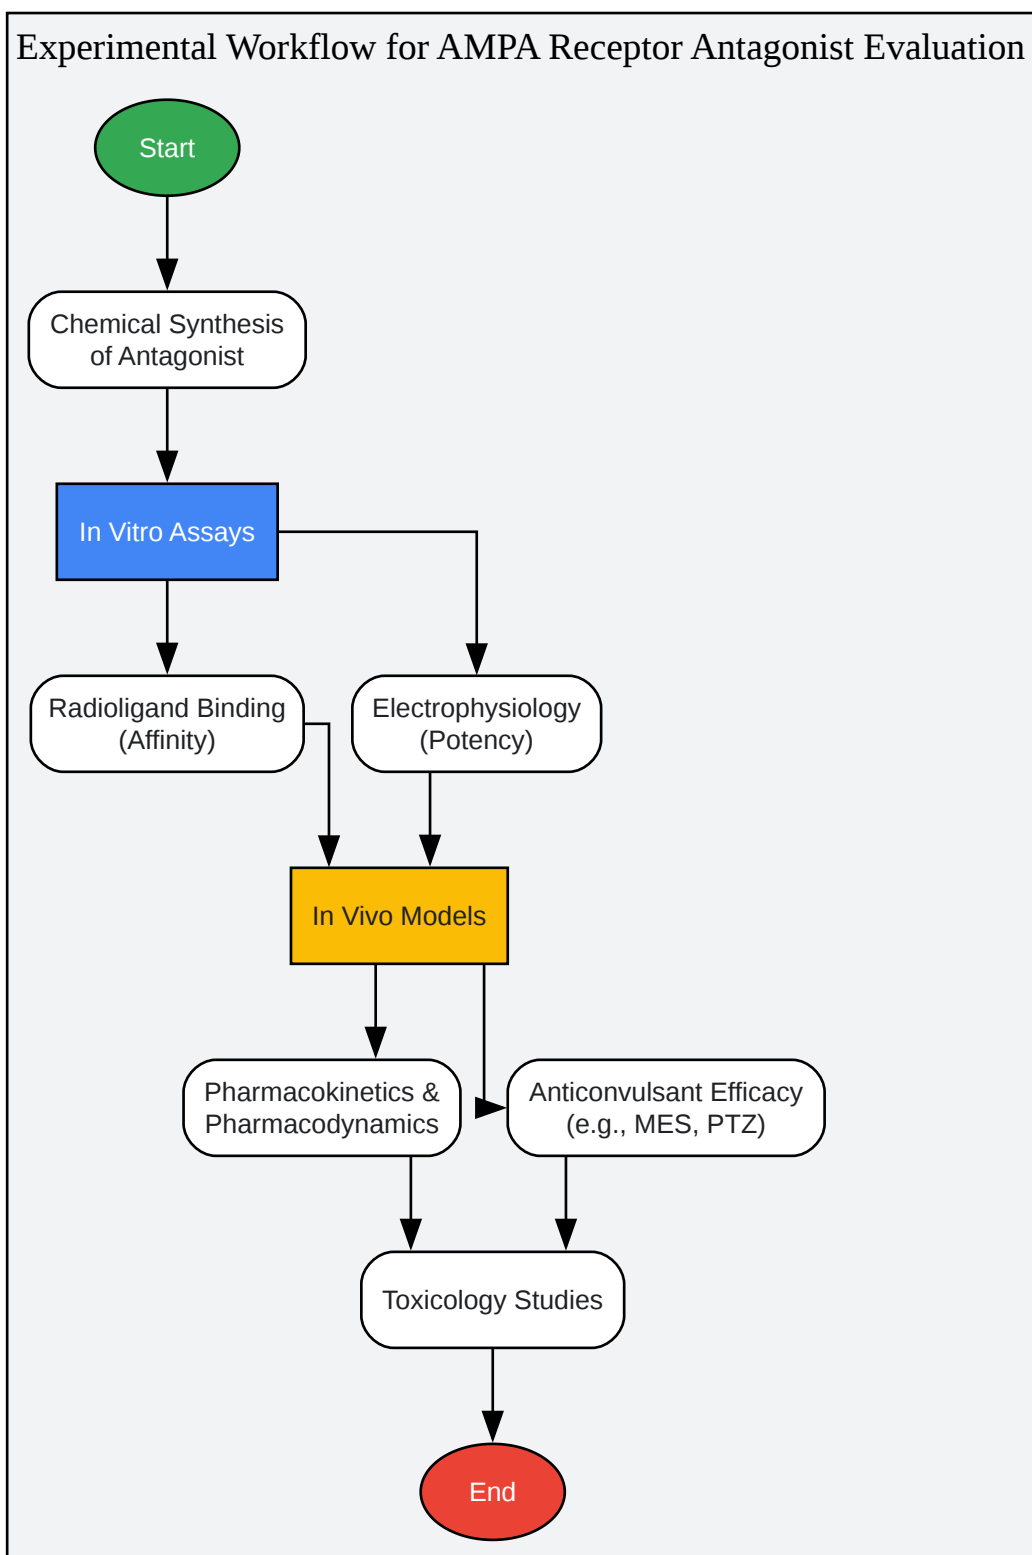 Experimental Workflow for AMPA Receptor Antagonist Evaluation
Start
Chemical Synthesis
of Antagonist
In Vitro Assays
Radioligand Binding
(Affinity)
Electrophysiology
(Potency)
In Vivo Models
Pharmacokinetics &
Pharmacodynamics
Anticonvulsant Efficacy
(e.g., MES, PTZ)
Toxicology Studies
End